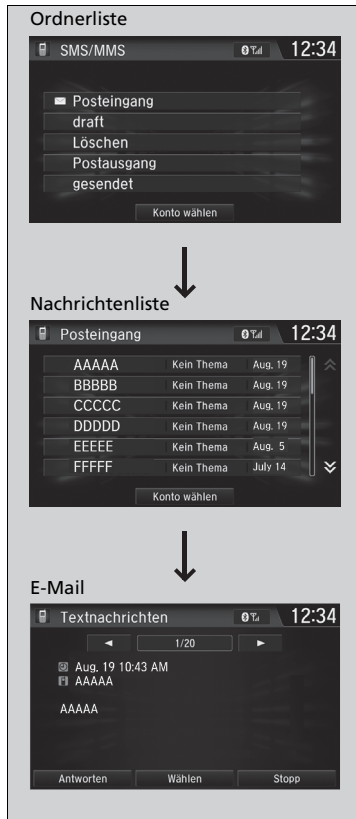 Ordnerliste
SMS/MMS 12:34
Posteingang
draft
Löschen
Postausgang
gesendet
Konto wählen
Nachrichtenliste
Posteingang 12:34
AAAAA Kein Thema Aug. 19
BBBBB Kein Thema Aug. 19
CCCCC Kein Thema Aug. 19
DDDDD Kein Thema Aug. 19
EEEEE Kein Thema Aug. 5
FFFFF Kein Thema July 14
Konto wählen
E-Mail
Textnachrichten 12:34
1/20
Aug. 19 10:43 AM
AAAAA
AAAAA
Antworten Wählen Stopp